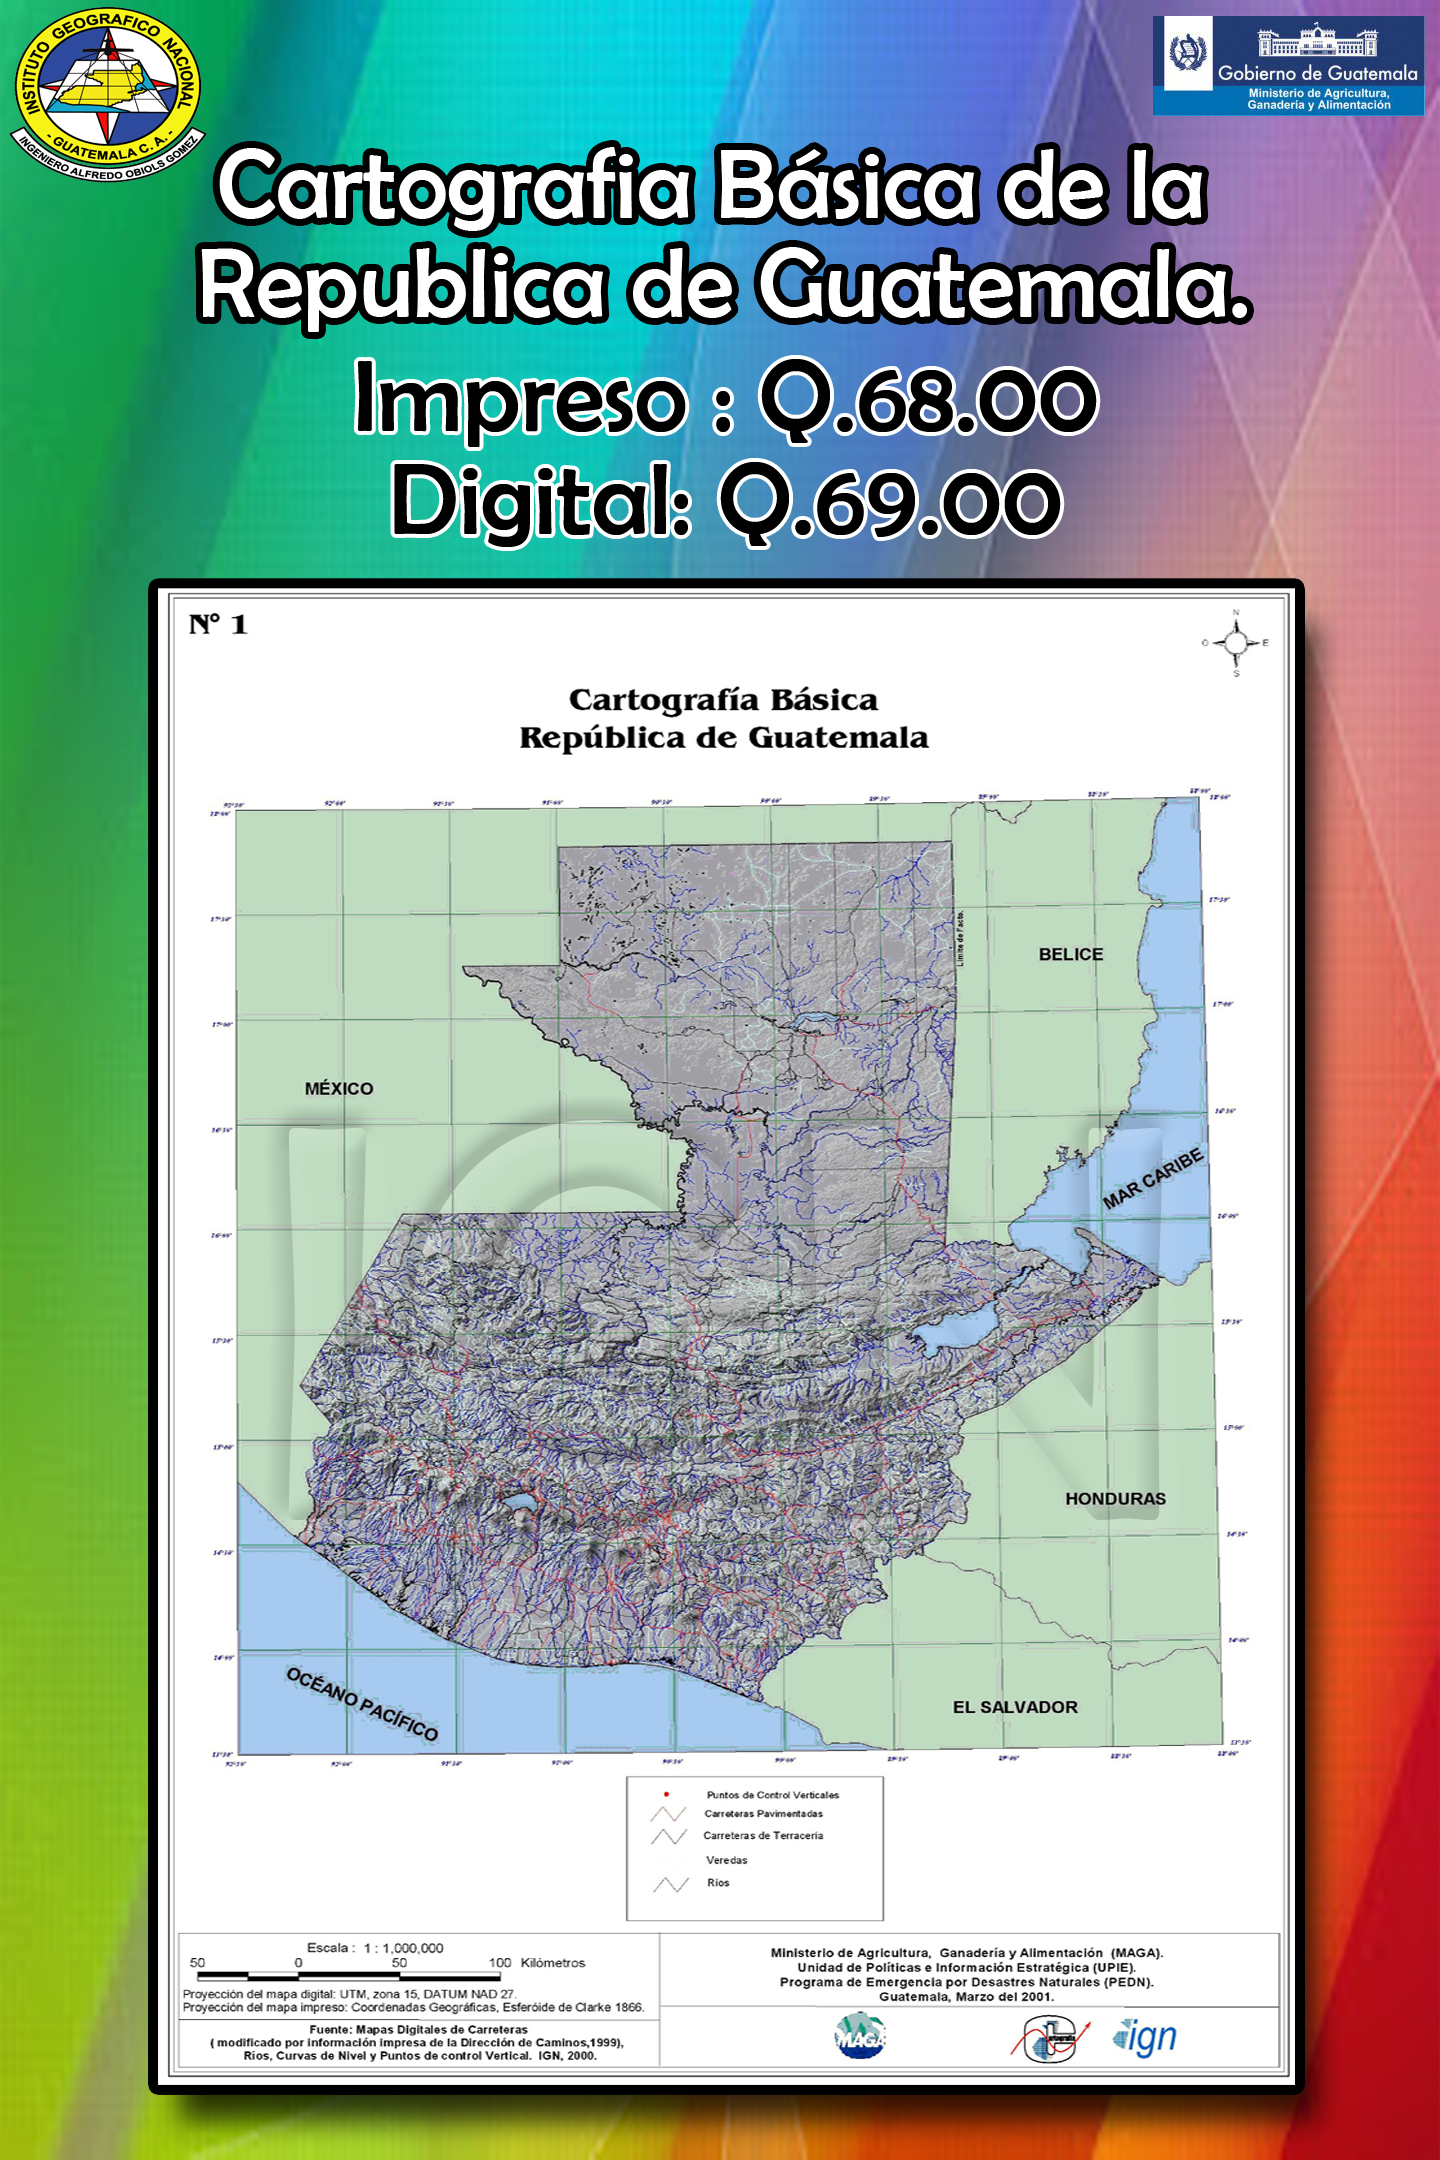 INSTITUTO GEOGRAFICO NACIONAL
- GUATEMALA C. A. -
INGENIERO ALFREDO OBIOLS GOMEZ
Gobierno de Guatemala
Ministerio de Agricultura,
Ganadería y Alimentación
Cartografia Básica de la
Republica de Guatemala.
Impreso : Q.68.00
Digital: Q.69.00
N° 1
N
O E
S
Cartografía Básica
República de Guatemala
Limite de Facto.
BELICE
MÉXICO
MAR CARIBE
IGN
HONDURAS
OCÉANO PACÍFICO
EL SALVADOR
Puntos de Control Verticales
Carreteras Pavimentadas
Carreteras de Terraceria
Veredas
Rios
Escala : 1 : 1,000,000
50 0 50 100 Kilómetros
Proyección del mapa digital: UTM, zona 15, DATUM NAD 27.
Proyección del mapa impreso: Coordenadas Geográficas, Esferóide de Clarke 1866.
Fuente: Mapas Digitales de Carreteras
( modificado por información impresa de la Dirección de Caminos,1999),
Rios, Curvas de Nivel y Puntos de control Vertical. IGN, 2000.
Ministerio de Agricultura, Ganadería y Alimentación (MAGA).
Unidad de Políticas e Información Estratégica (UPIE).
Programa de Emergencia por Desastres Naturales (PEDN).
Guatemala, Marzo del 2001.
MAGA
ign